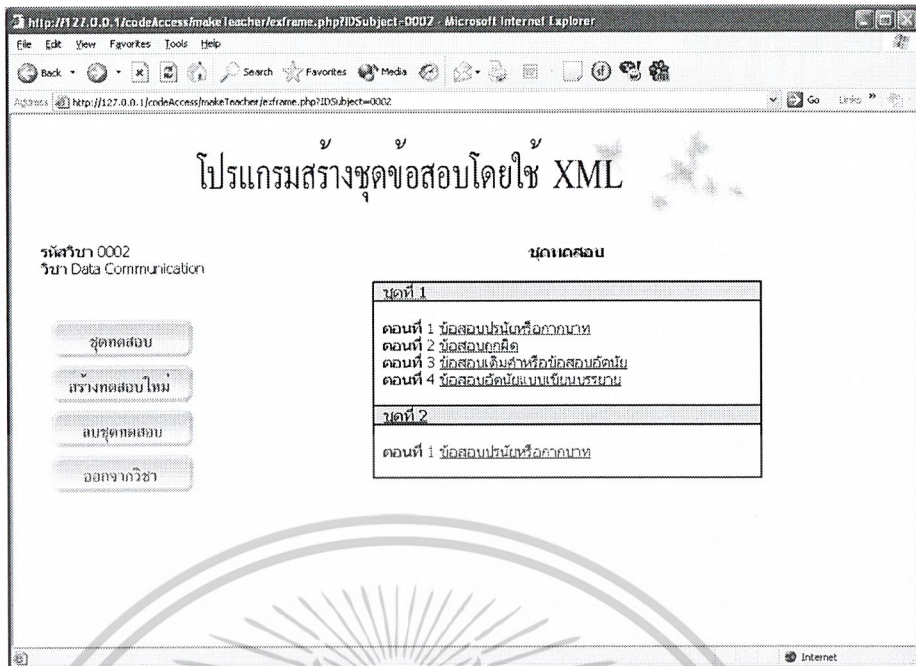 http://127.0.0.1/codeAccess/makeTeacher/exframe.php?IDSubject=0002 - Microsoft Internet Explorer
File Edit View Favorites Tools Help
Back Search Favorites Media
Address http://127.0.0.1/codeAccess/makeTeacher/exframe.php?IDSubject=0002 Go Links »
โปรแกรมสร้างชุดข้อสอบโดยใช้ XML
รหัสวิชา 0002
วิชา Data Communication
ชุดทดสอบ
สร้างทดสอบใหม่
ลบชุดทดสอบ
ออกจากวิชา
ชุดทดสอบ
ชุดที่ 1
ตอนที่ 1 ข้อสอบปรนัยหรือกากบาท
ตอนที่ 2 ข้อสอบถูกผิด
ตอนที่ 3 ข้อสอบเติมคำหรือข้อสอบอัตนัย
ตอนที่ 4 ข้อสอบอัตนัยแบบเขียนบรรยาย
ชุดที่ 2
ตอนที่ 1 ข้อสอบปรนัยหรือกากบาท
Internet